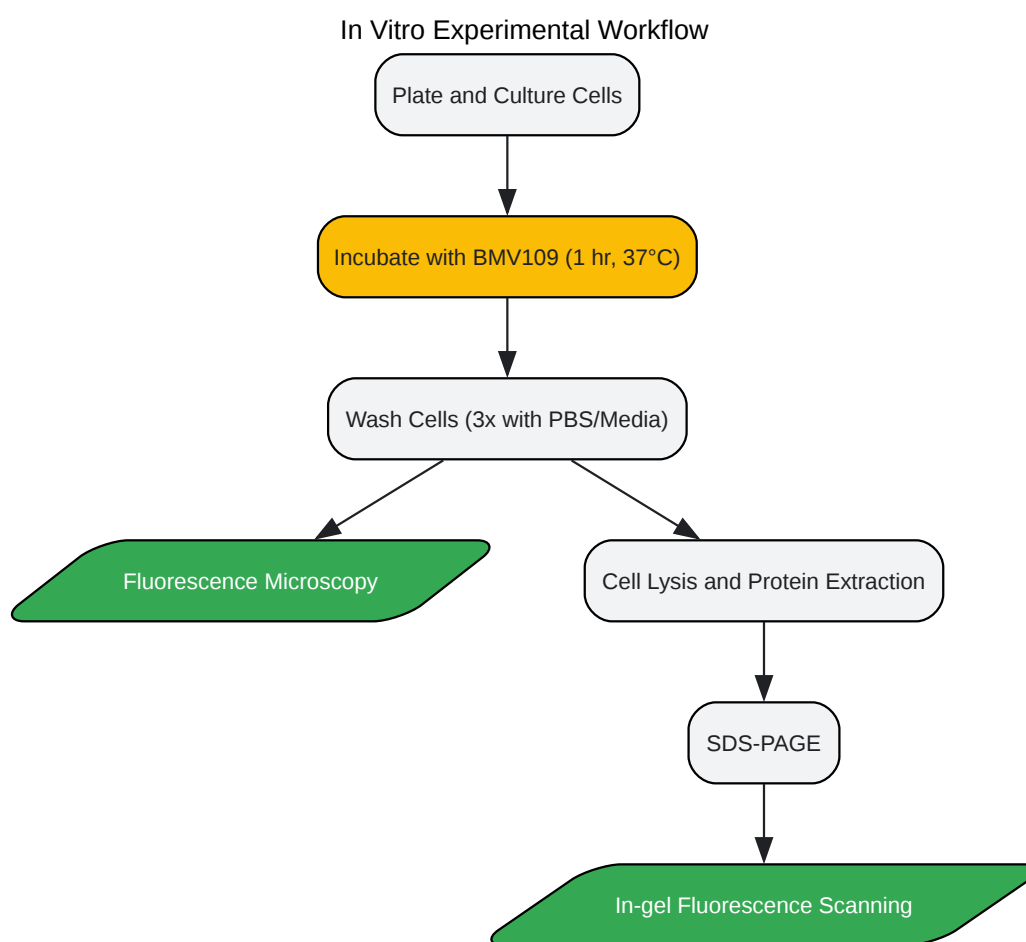 In Vitro Experimental Workflow
Plate and Culture Cells
Incubate with BMV109 (1 hr, 37°C)
Wash Cells (3x with PBS/Media)
Fluorescence Microscopy
Cell Lysis and Protein Extraction
SDS-PAGE
In-gel Fluorescence Scanning